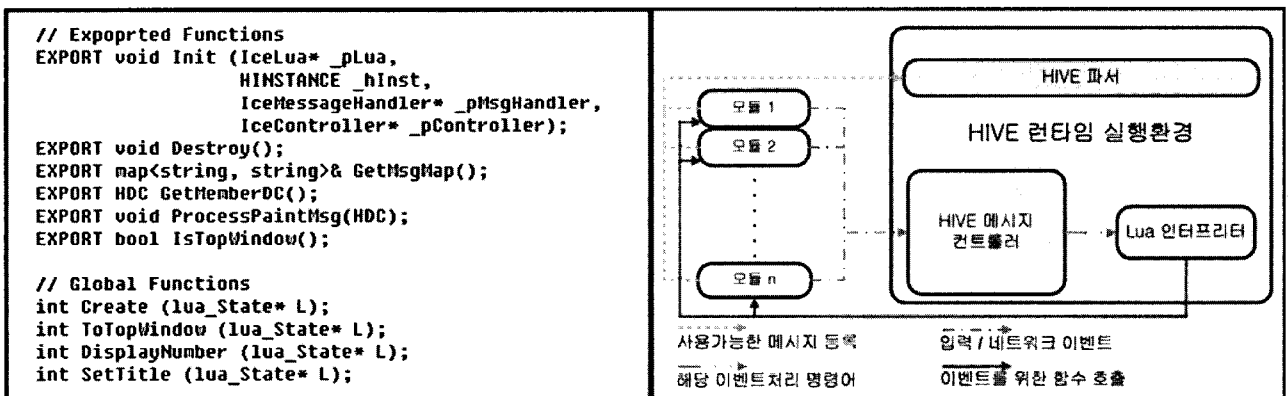 // Expoprted Functions
EXPORT void Init (IceLua* _pLua,
HINSTANCE _hInst,
IceMessageHandler* _pMsgHandler,
IceController* _pController);
EXPORT void Destroy();
EXPORT map<string, string>& GetMsgMap();
EXPORT HDC GetMemberDC();
EXPORT void ProcessPaintMsg(HDC);
EXPORT bool IsTopWindow();
// Global Functions
int Create (lua_State* L);
int ToTopWindow (lua_State* L);
int DisplayNumber (lua_State* L);
int SetTitle (lua_State* L);
HIVE 파서
모듈 1
모듈 2
HIVE 런타임 실행환경
HIVE 메시지
컨트롤러
Lua 인터프리터
모듈 n
사용가능한 메시지 등록
입력 / 네트워크 이벤트
해당 이벤트처리 명령어
이벤트를 위한 함수 호출